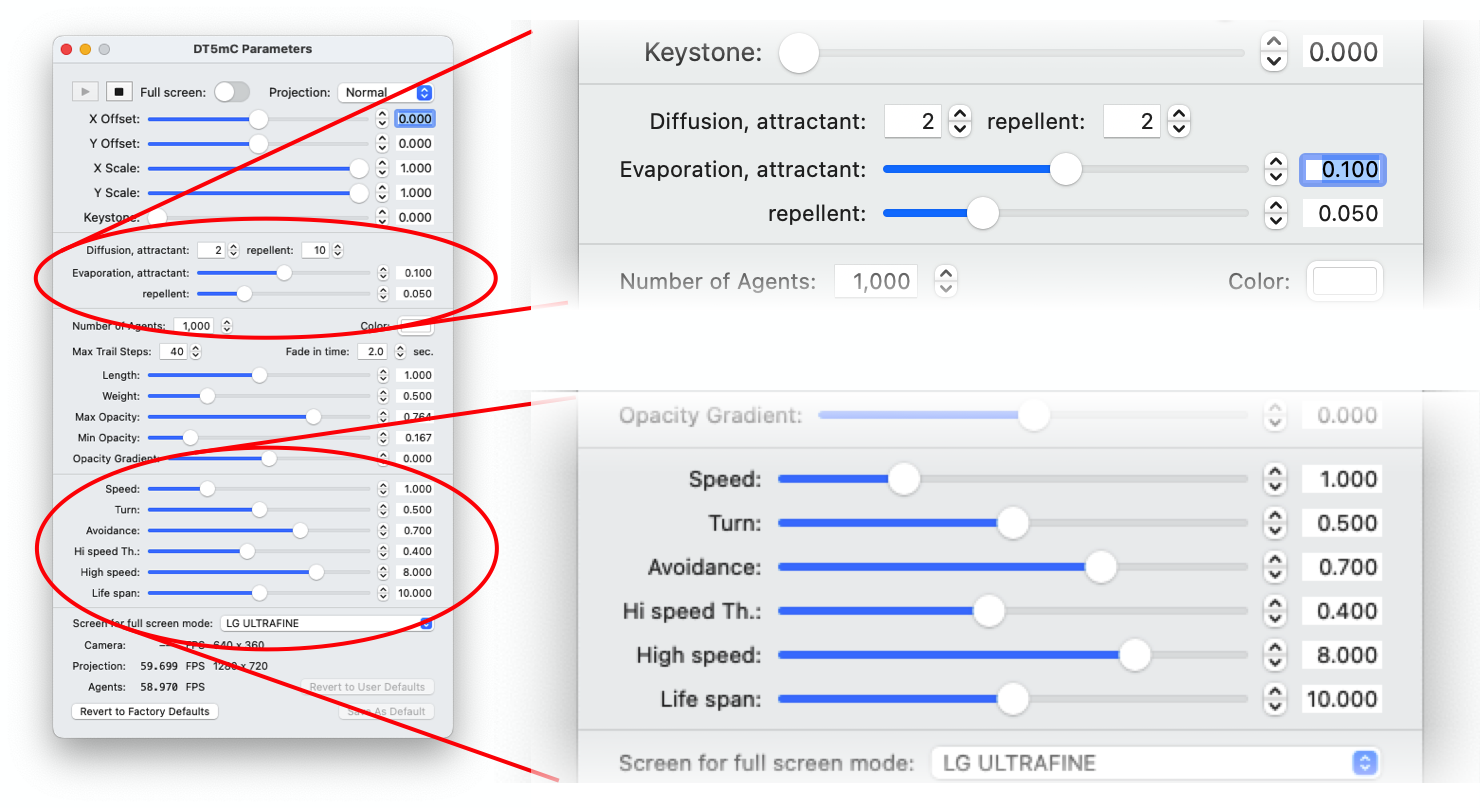 DT5mC Parameters
Full screen: Projection: Normal
X Offset: 0.000
Y Offset: 0.000
X Scale: 1.000
Y Scale: 1.000
Keystone: 0.000
Diffusion, attractant: 2 repellent: 10
Evaporation, attractant: 0.100
repellent: 0.050
Number of Agents: 1,000 Color:
Max Trail Steps: 40 Fade in time: 2.0 sec.
Length: 1.000
Weight: 0.500
Max Opacity: 0.764
Min Opacity: 0.167
Opacity Gradient: 0.000
Speed: 1.000
Turn: 0.500
Avoidance: 0.700
Hi speed Th.: 0.400
High speed: 8.000
Life span: 10.000
Screen for full screen mode: LG ULTRAFINE
Camera: FPS 640 x 360
Projection: 59.699 FPS 1280 x 720
Agents: 58.970 FPS Revert to User Defaults
Revert to Factory Defaults Save As Default
Keystone: 0.000
Diffusion, attractant: 2 repellent: 2
Evaporation, attractant: 0.100
repellent: 0.050
Number of Agents: 1,000 Color:
Opacity Gradient: 0.000
Speed: 1.000
Turn: 0.500
Avoidance: 0.700
Hi speed Th.: 0.400
High speed: 8.000
Life span: 10.000
Screen for full screen mode: LG ULTRAFINE